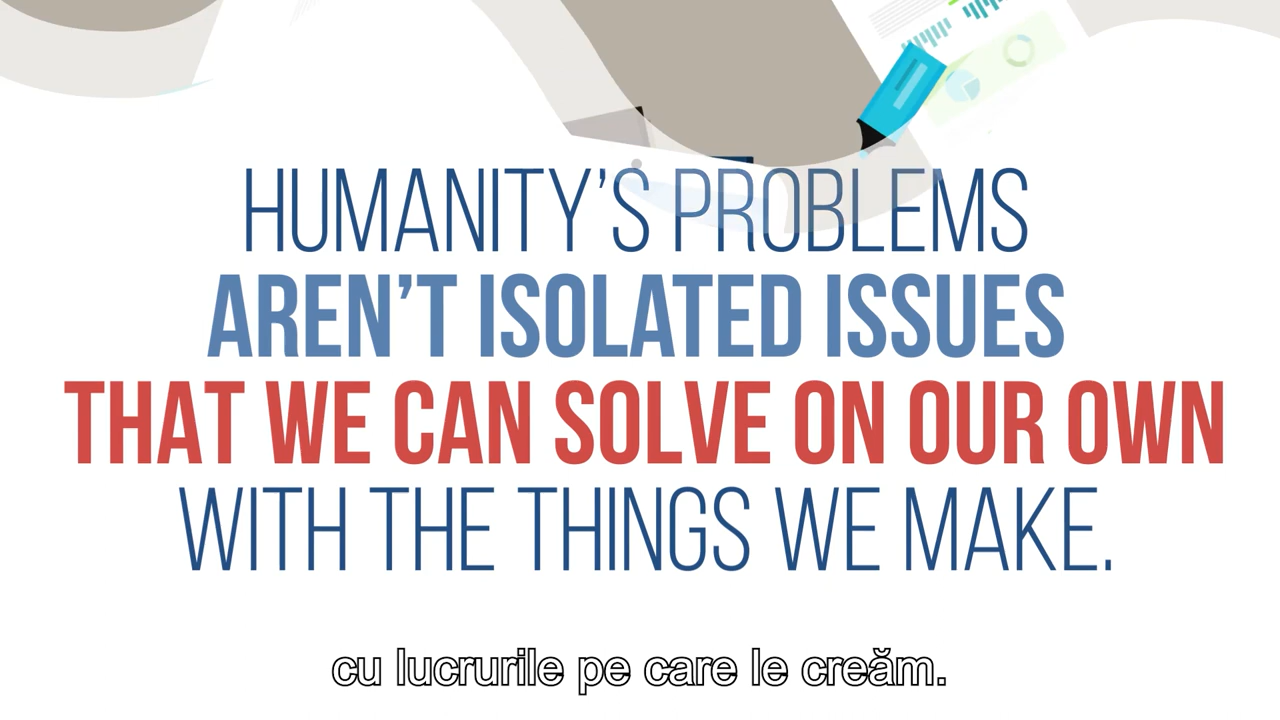 HUMANITY’S PROBLEMS
AREN’T ISOLATED ISSUES
THAT WE CAN SOLVE ON OUR OWN
WITH THE THINGS WE MAKE.
cu lucrurile pe care le creăm.